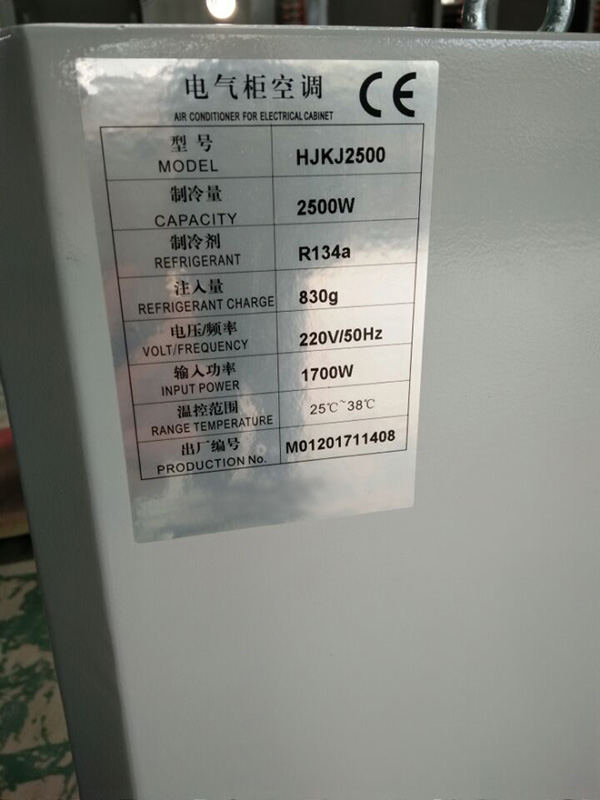 电气柜空调 CE
AIR CONDITIONER FOR ELECTRICAL CABINET
型号
MODEL
HJKJ2500
制冷量
CAPACITY
2500W
制冷剂
REFRIGERANT
R134a
注入量
REFRIGERANT CHARGE
830g
电压/频率
VOLT/FREQUENCY
220V/50Hz
输入功率
INPUT POWER
1700W
温控范围
RANGE TEMPERATURE
25℃~38℃
出厂编号
PRODUCTION No.
M01201711408